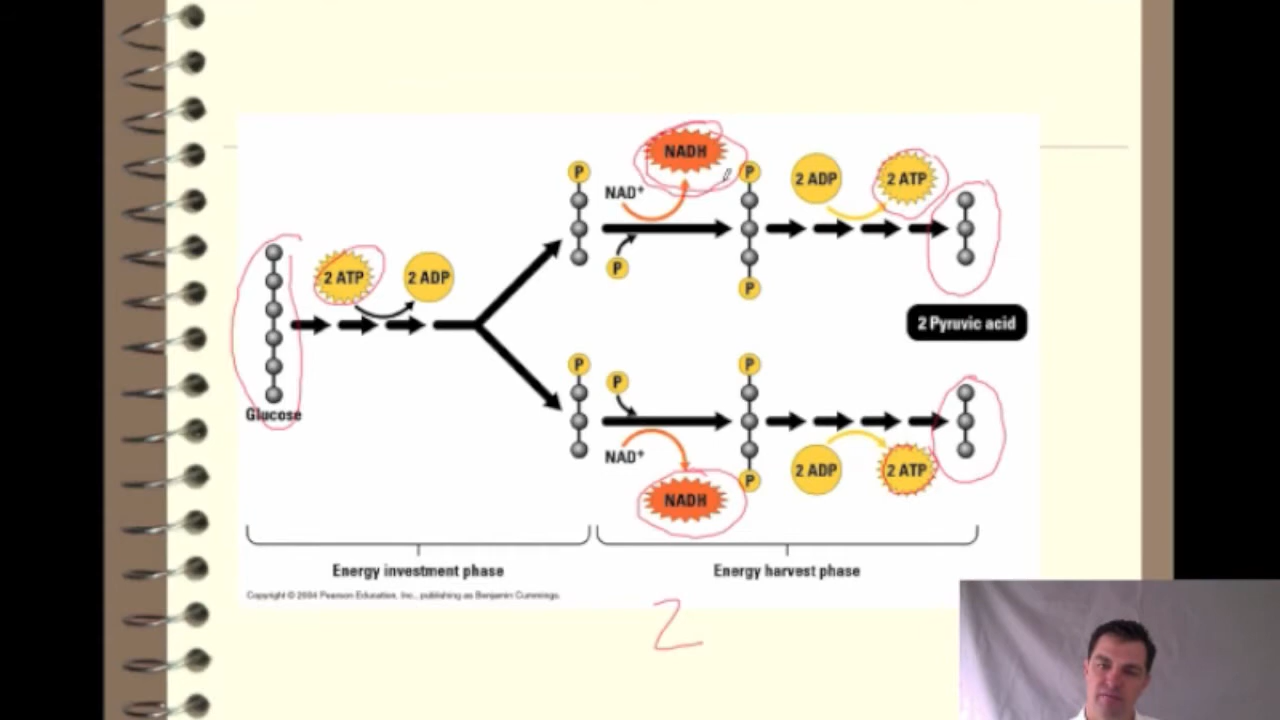 P
NADH
P
2 ADP
2 ATP
NAD⁺
P
P
2 ATP
2 ADP
2 Pyruvic acid
P
P
P
Glucose
NAD⁺
2 ADP
2 ATP
NADH
P
Energy investment phase
Energy harvest phase
Copyright © 2004 Pearson Education, Inc., publishing as Benjamin Cummings.
2